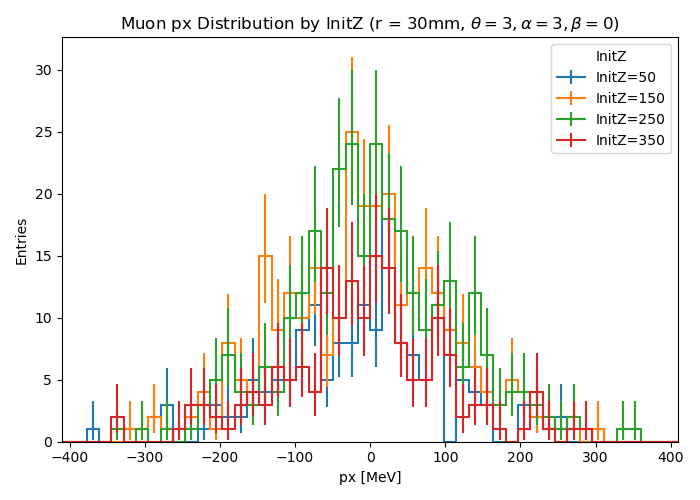 Muon px Distribution by InitZ (r = 30mm, θ = 3, α = 3, β = 0)
InitZ
InitZ=50
InitZ=150
InitZ=250
InitZ=350
Entries
30
25
20
15
10
5
0
−400 −300 −200 −100 0 100 200 300 400
px [MeV]